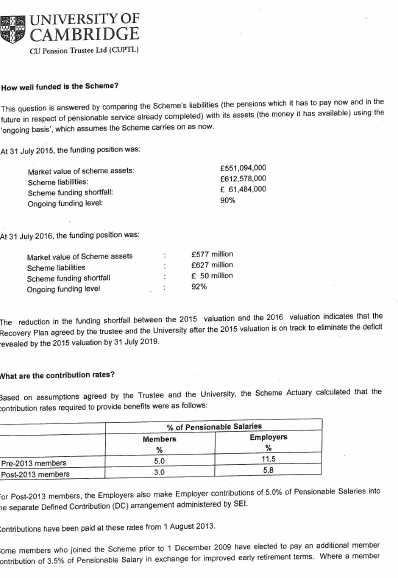 UNIVERSITY OF
CAMBRIDGE
CU Pension Trustee Ltd (CUPTL)
How well funded is the Scheme?
This question is answered by comparing the Scheme's liabilities (the pensions which it has to pay now and in the
future in respect of pensionable service already completed) with its assets (the money it has available) using the
'ongoing basis', which assumes the Scheme carries on as now.
At 31 July 2015, the funding position was:
Market value of scheme assets: £551,094,000
Scheme liabilities: £612,578,000
Scheme funding shortfall: £ 61,484,000
Ongoing funding level: 90%
At 31 July 2016, the funding position was:
Market value of Scheme assets : £577 million
Scheme liabilities : £627 million
Scheme funding shortfall : £ 50 million
Ongoing funding level : 92%
The reduction in the funding shortfall between the 2015 valuation and the 2016 valuation indicates that the
Recovery Plan agreed by the trustee and the University after the 2015 valuation is on track to eliminate the deficit
revealed by the 2015 valuation by 31 July 2019.
What are the contribution rates?
Based on assumptions agreed by the Trustee and the University, the Scheme Actuary calculated that the
contribution rates required to provide benefits were as follows:
% of Pensionable Salaries
Members Employers
% %
Pre-2013 members 5.0 11.5
Post-2013 members 3.0 5.8
For Post-2013 members, the Employers also make Employer contributions of 5.0% of Pensionable Salaries into
he separate Defined Contribution (DC) arrangement administered by SEI.
Contributions have been paid at these rates from 1 August 2013.
Some members who joined the Scheme prior to 1 December 2009 have elected to pay an additional member
contribution of 3.5% of Pensionable Salary in exchange for improved early retirement terms. Where a member